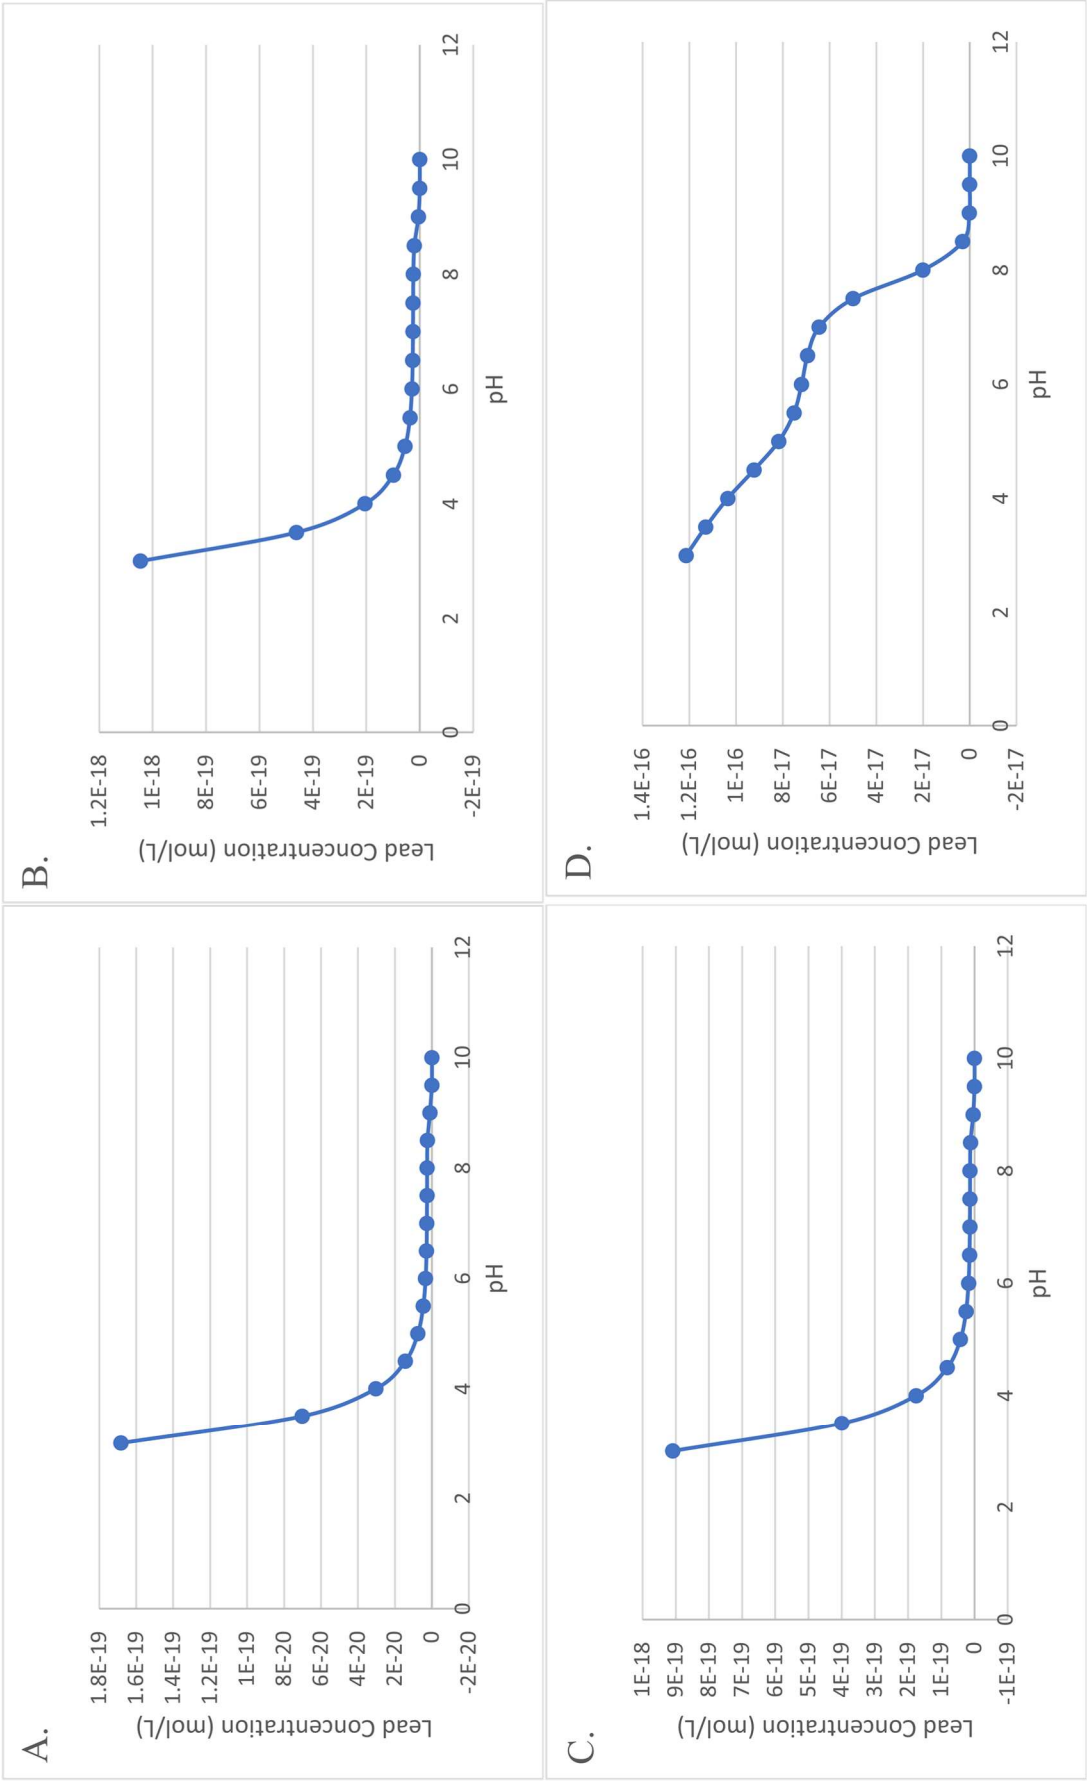 A.
Lead Concentration (mol/L)
1.8E-19
1.6E-19
1.4E-19
1.2E-19
1E-19
8E-20
6E-20
4E-20
2E-20
0
-2E-20
0 2 4 6 8 10 12
pH
B.
Lead Concentration (mol/L)
1.2E-18
1E-18
8E-19
6E-19
4E-19
2E-19
0
-2E-19
0 2 4 6 8 10 12
pH
C.
Lead Concentration (mol/L)
1E-18
9E-19
8E-19
7E-19
6E-19
5E-19
4E-19
3E-19
2E-19
1E-19
0
-1E-19
0 2 4 6 8 10 12
pH
D.
Lead Concentration (mol/L)
1.4E-16
1.2E-16
1E-16
8E-17
6E-17
4E-17
2E-17
0
-2E-17
0 2 4 6 8 10 12
pH